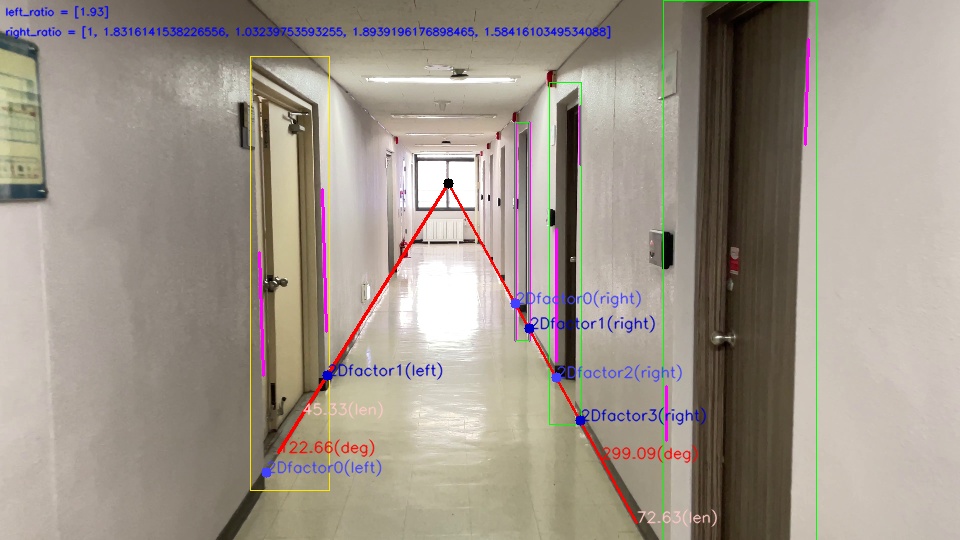 left_ratio = [1.93]
right_ratio = [1, 1.8316141538226556, 1.03239753593255, 1.8939196176898465, 1.5841610349534088]
2Dfactor0(right)
2Dfactor1(right)
2Dfactor1(left)
2Dfactor2(right)
45.33(len)
2Dfactor3(right)
122.66(deg)
299.09(deg)
2Dfactor0(left)
72.63(len)